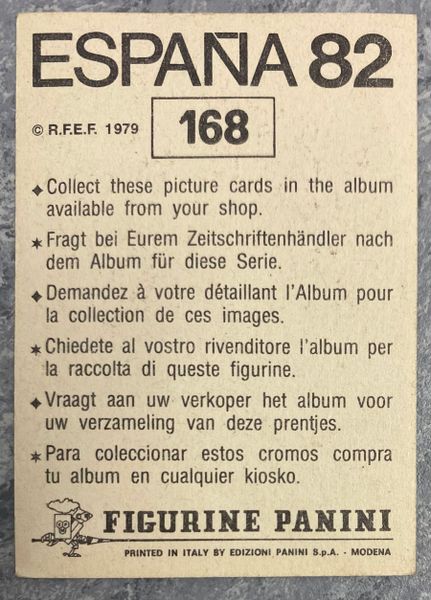 ESPAÑA 82
© R.F.E.F. 1979
168
◆Collect these picture cards in the album
available from your shop.
★Fragt bei Eurem Zeitschriftenhändler nach
dem Album für diese Serie.
◆Demandez à votre détaillant l'Album pour
la collection de ces images.
★Chiedete al vostro rivenditore l'album per
la raccolta di queste figurine.
◆Vraagt aan uw verkoper het album voor
uw verzameling van deze prentjes.
★Para coleccionar estos cromos compra
tu album en cualquier kiosko.
FIGURINE PANINI
PRINTED IN ITALY BY EDIZIONI PANINI S.p.A. - MODENA